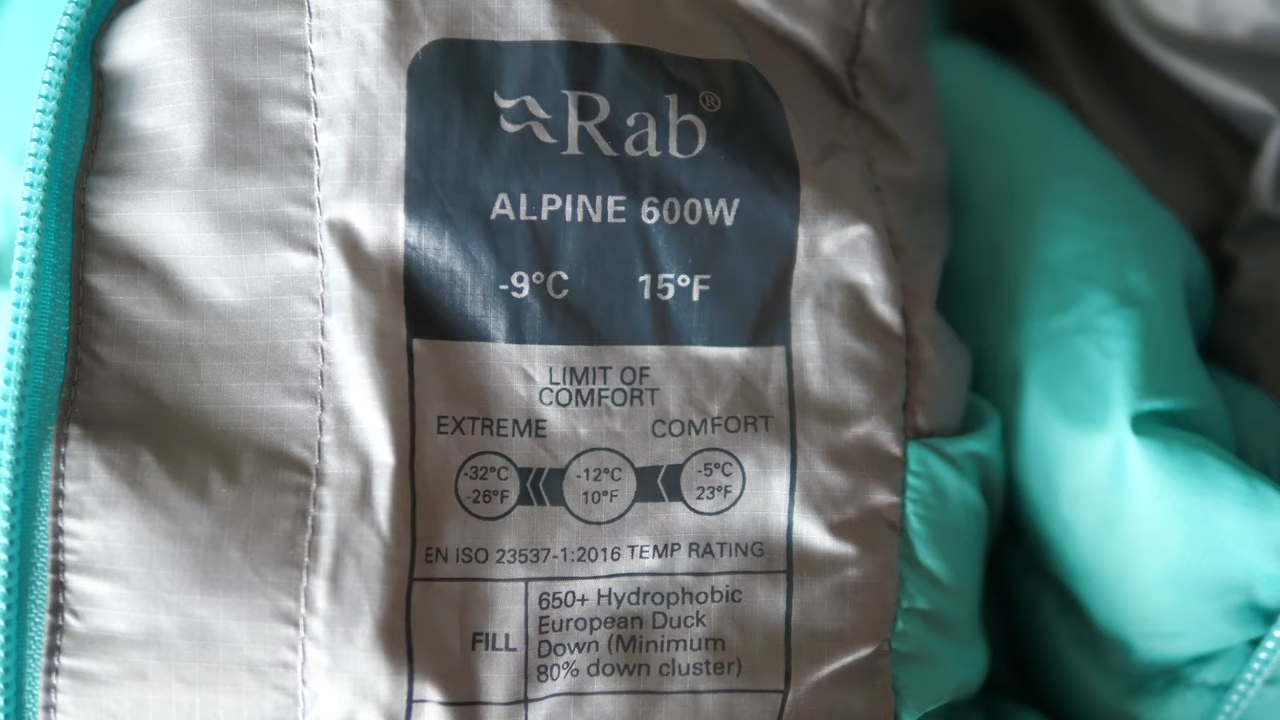 Rab®
ALPINE 600W
-9°C 15°F
LIMIT OF
COMFORT
EXTREME COMFORT
-32°C -12°C -5°C
-26°F 10°F 23°F
EN ISO 23537-1:2016 TEMP RATING
FILL
650+ Hydrophobic
European Duck
Down (Minimum
80% down cluster)